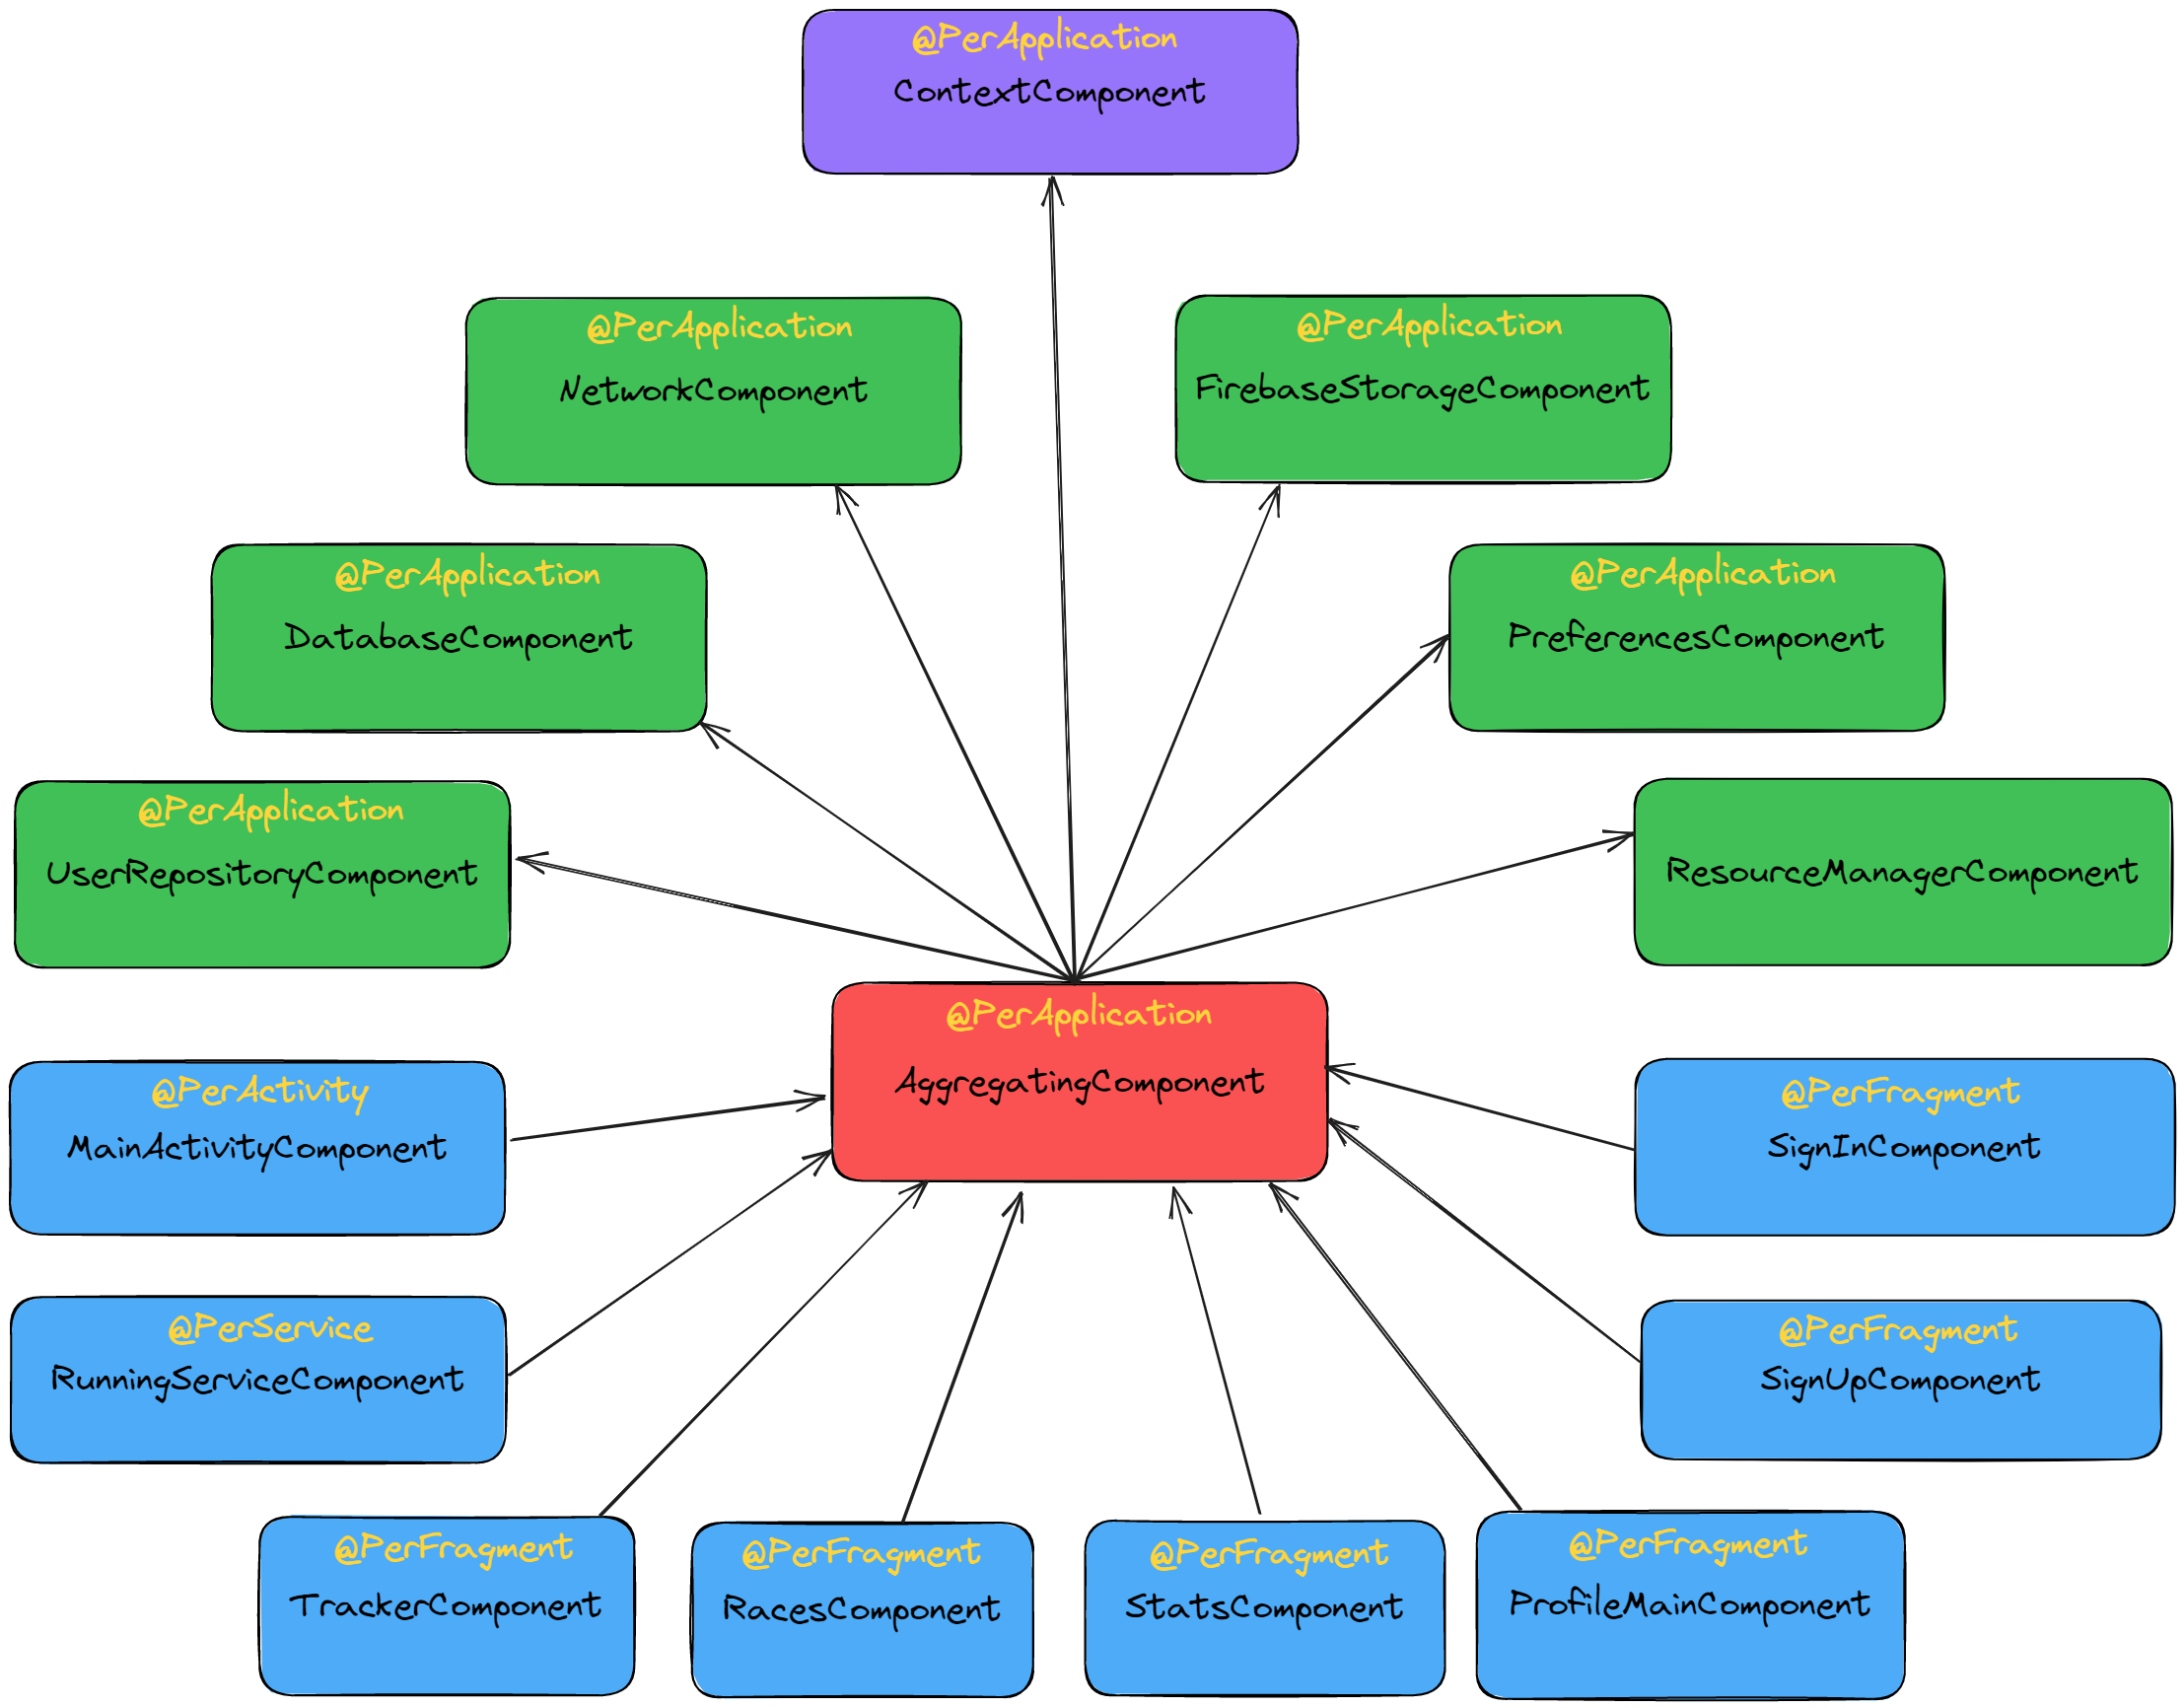 @PerApplication
ContextComponent
@PerApplication
NetworkComponent
@PerApplication
FirebaseStorageComponent
@PerApplication
DatabaseComponent
@PerApplication
PreferencesComponent
@PerApplication
UserRepositoryComponent
ResourceManagerComponent
@PerApplication
AggregatingComponent
@PerActivity
MainActivityComponent
@PerFragment
SignInComponent
@PerService
RunningServiceComponent
@PerFragment
SignUpComponent
@PerFragment
TrackerComponent
@PerFragment
RacesComponent
@PerFragment
StatsComponent
@PerFragment
ProfileMainComponent